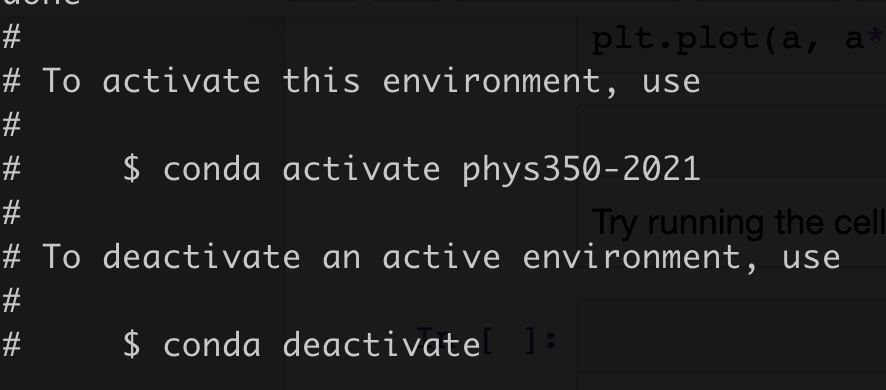 done
#
plt.plot(a, a*
# To activate this environment, use
#
#     $ conda activate phys350-2021
#
Try running the cell
# To deactivate an active environment, use
#
#     $ conda deactivate
In [ ]: